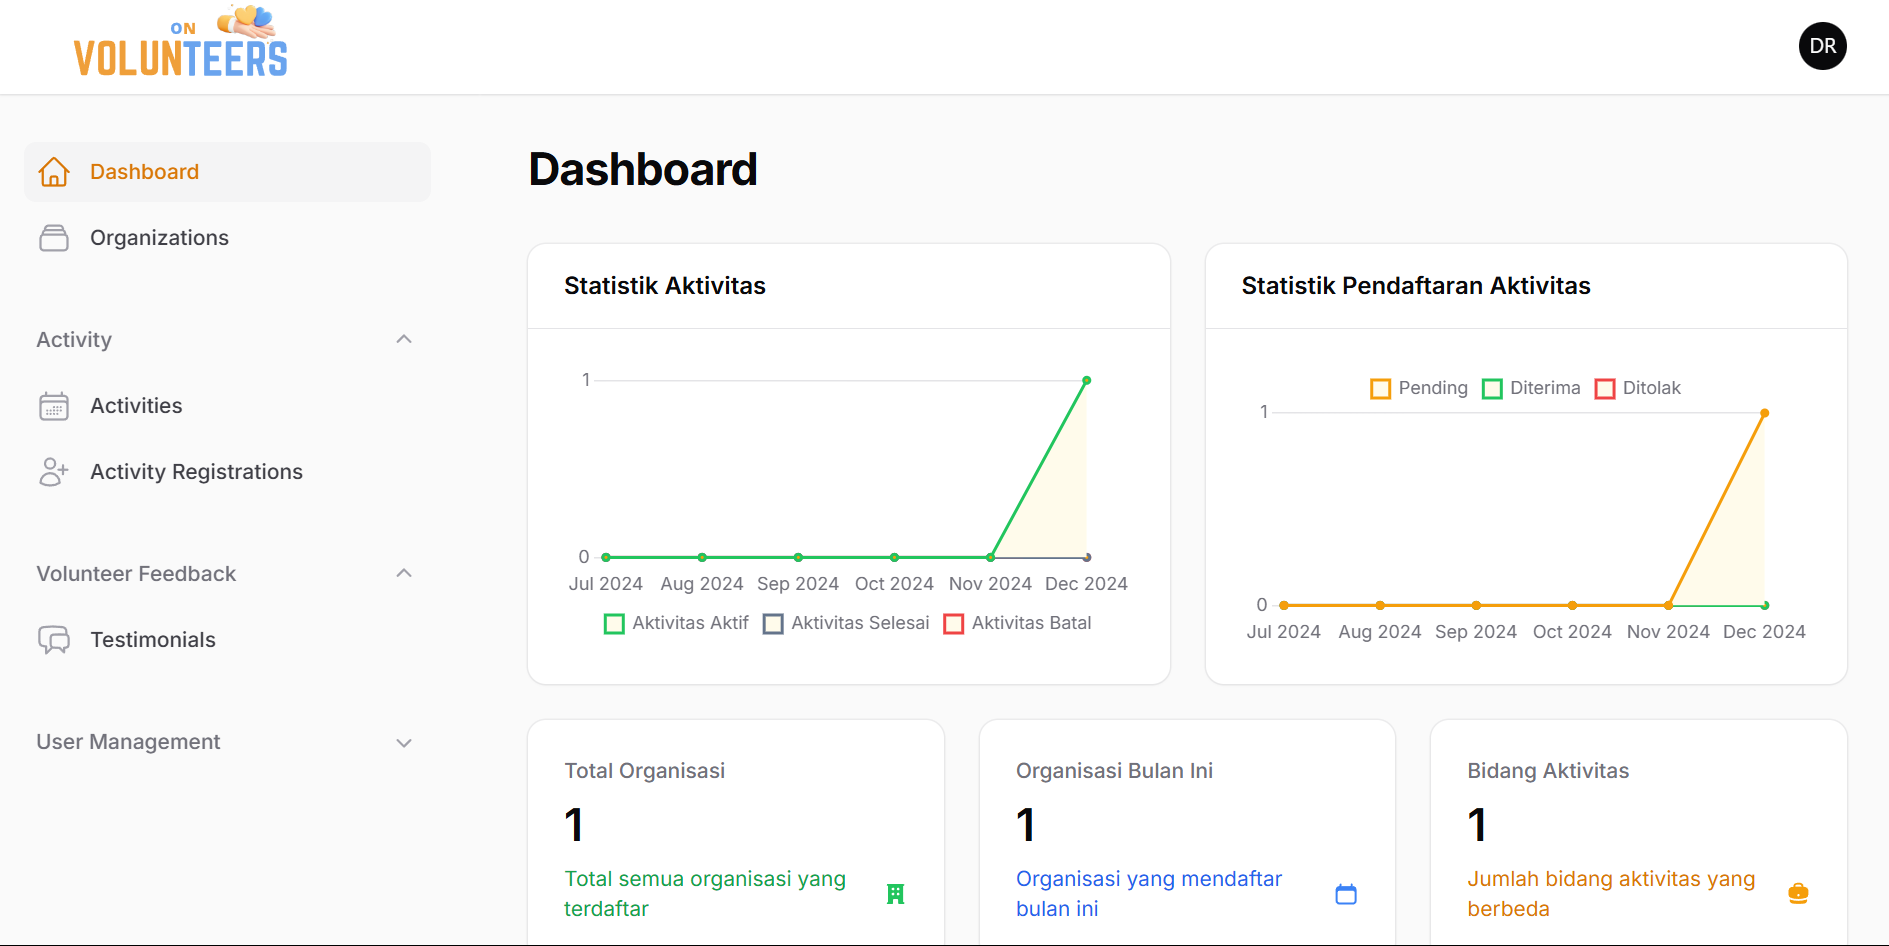 ON
VOLUNTEERS
DR
Dashboard
Organizations
Activity
Activities
Activity Registrations
Volunteer Feedback
Testimonials
User Management
Dashboard
Statistik Aktivitas
1
0
Jul 2024 Aug 2024 Sep 2024 Oct 2024 Nov 2024 Dec 2024
Aktivitas Aktif Aktivitas Selesai Aktivitas Batal
Statistik Pendaftaran Aktivitas
Pending Diterima Ditolak
1
0
Jul 2024 Aug 2024 Sep 2024 Oct 2024 Nov 2024 Dec 2024
Total Organisasi
1
Total semua organisasi yang
terdaftar
Organisasi Bulan Ini
1
Organisasi yang mendaftar
bulan ini
Bidang Aktivitas
1
Jumlah bidang aktivitas yang
berbeda